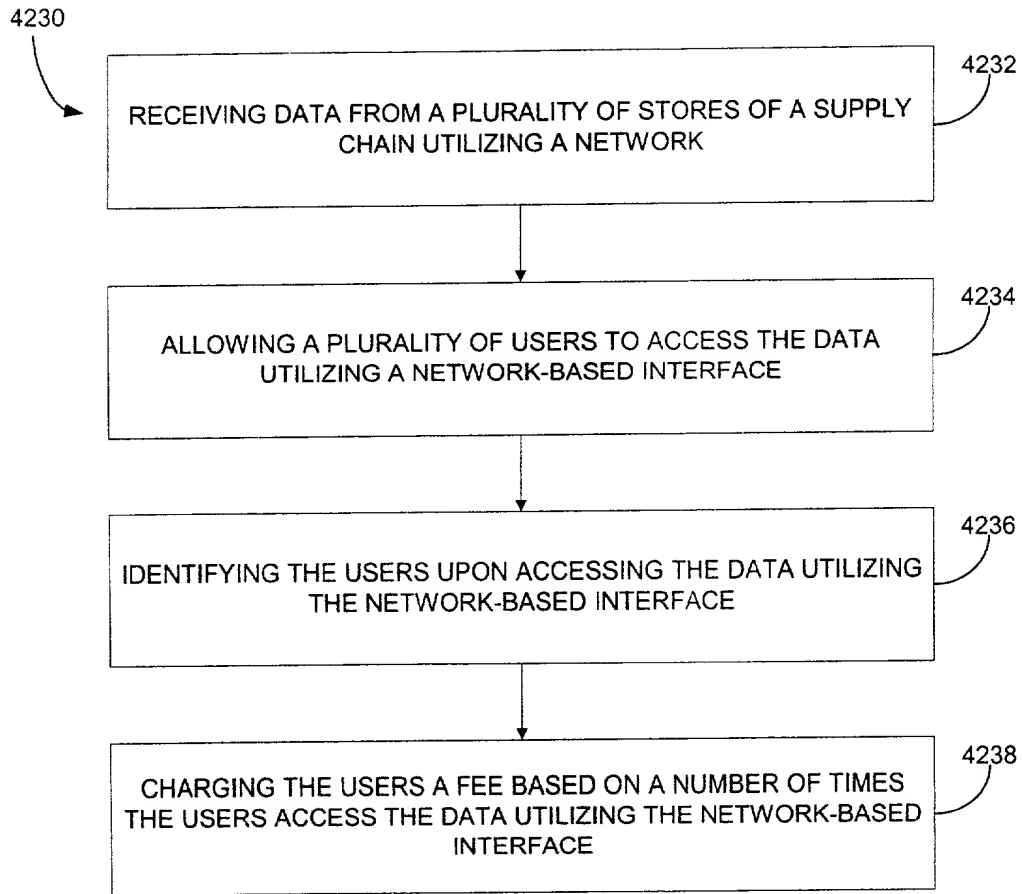 4230
4232
RECEIVING DATA FROM A PLURALITY OF STORES OF A SUPPLY
CHAIN UTILIZING A NETWORK
4234
ALLOWING A PLURALITY OF USERS TO ACCESS THE DATA
UTILIZING A NETWORK-BASED INTERFACE
4236
IDENTIFYING THE USERS UPON ACCESSING THE DATA UTILIZING
THE NETWORK-BASED INTERFACE
4238
CHARGING THE USERS A FEE BASED ON A NUMBER OF TIMES
THE USERS ACCESS THE DATA UTILIZING THE NETWORK-BASED
INTERFACE